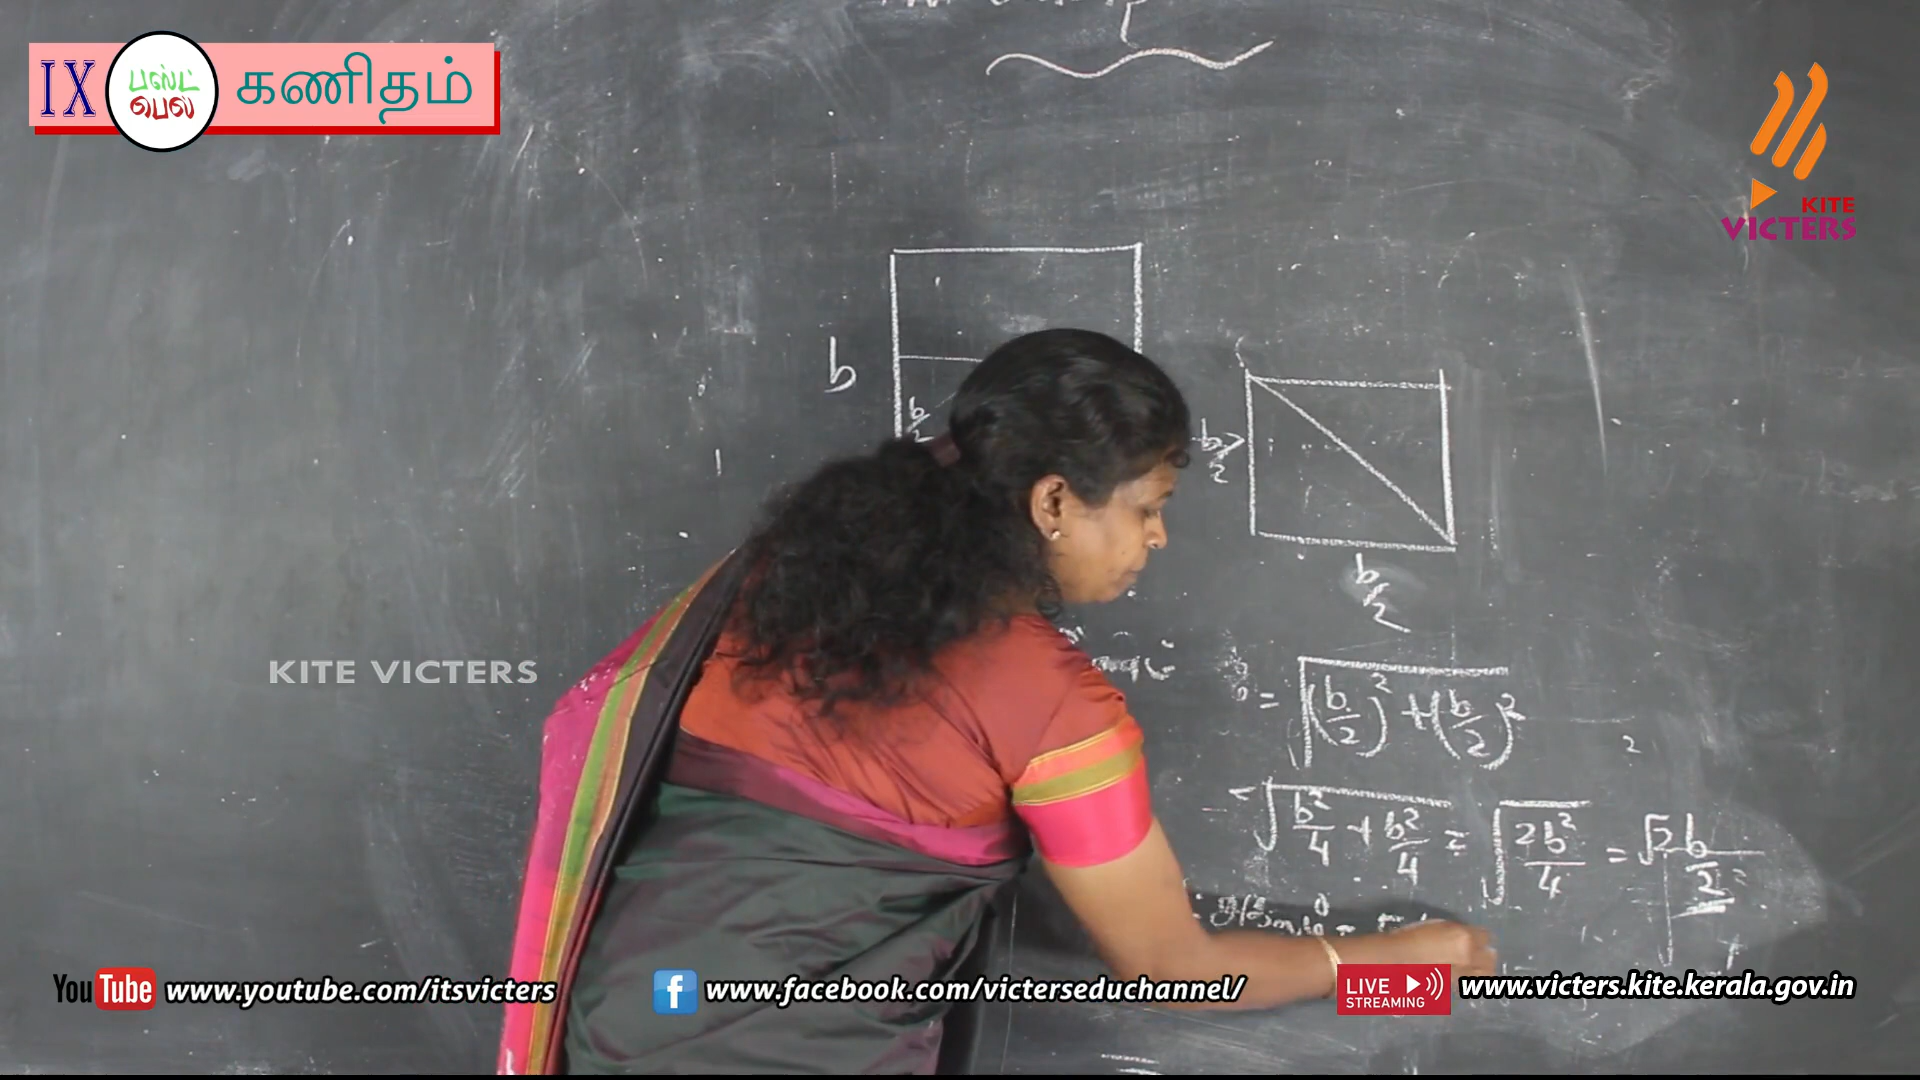 IX பஸ்ட் பெல் கணிதம்
KITE
VICTERS
b
b/2
b/2
b/2
KITE VICTERS
= √(b/2)² + (b/2)²
√b²/4 + b²/4 = √2b²/4 = √2 b/2
You Tube www.youtube.com/itsvicters
f www.facebook.com/victerseduchannel/
LIVE STREAMING www.victers.kite.kerala.gov.in